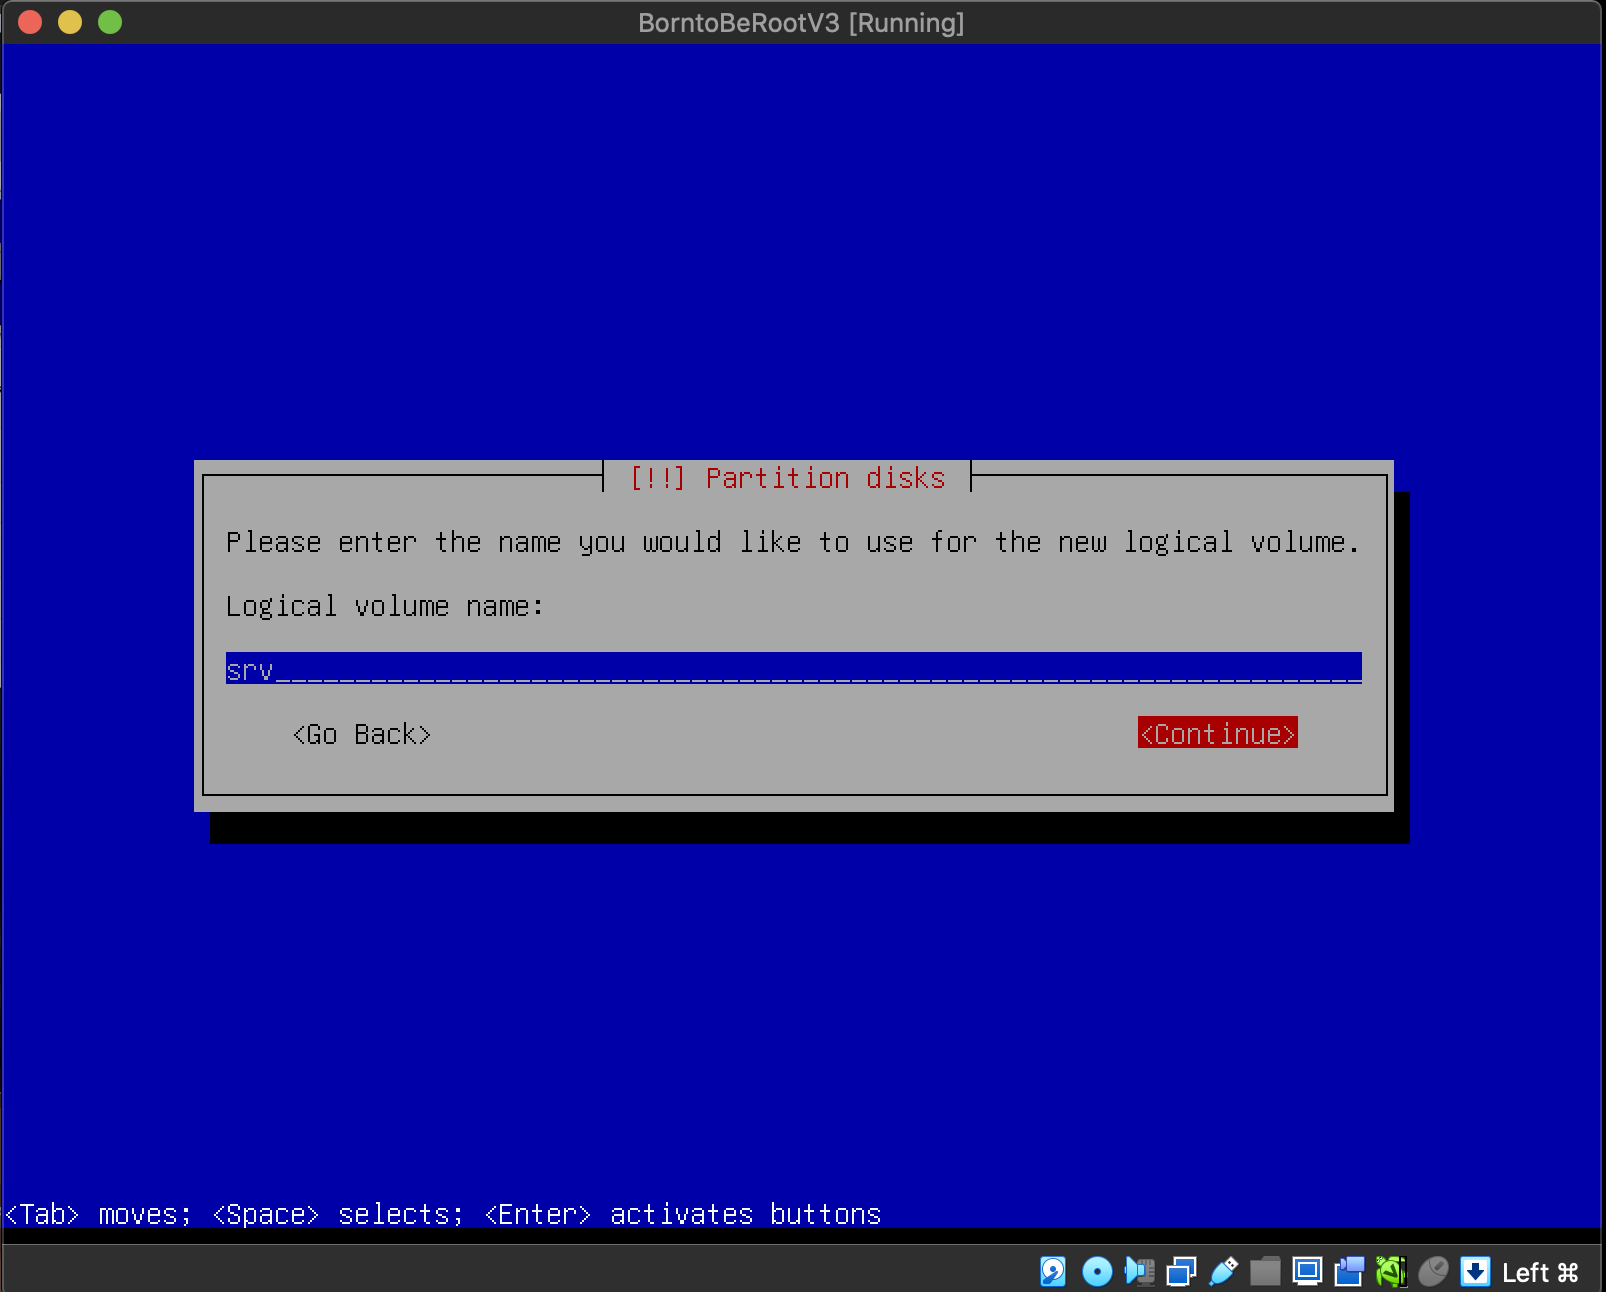 BorntoBeRootV3 [Running]
[!!] Partition disks
Please enter the name you would like to use for the new logical volume.
Logical volume name:
srv_____________________________________________________________________
<Go Back>
<Continue>
<Tab> moves; <Space> selects; <Enter> activates buttons
Left ⌘